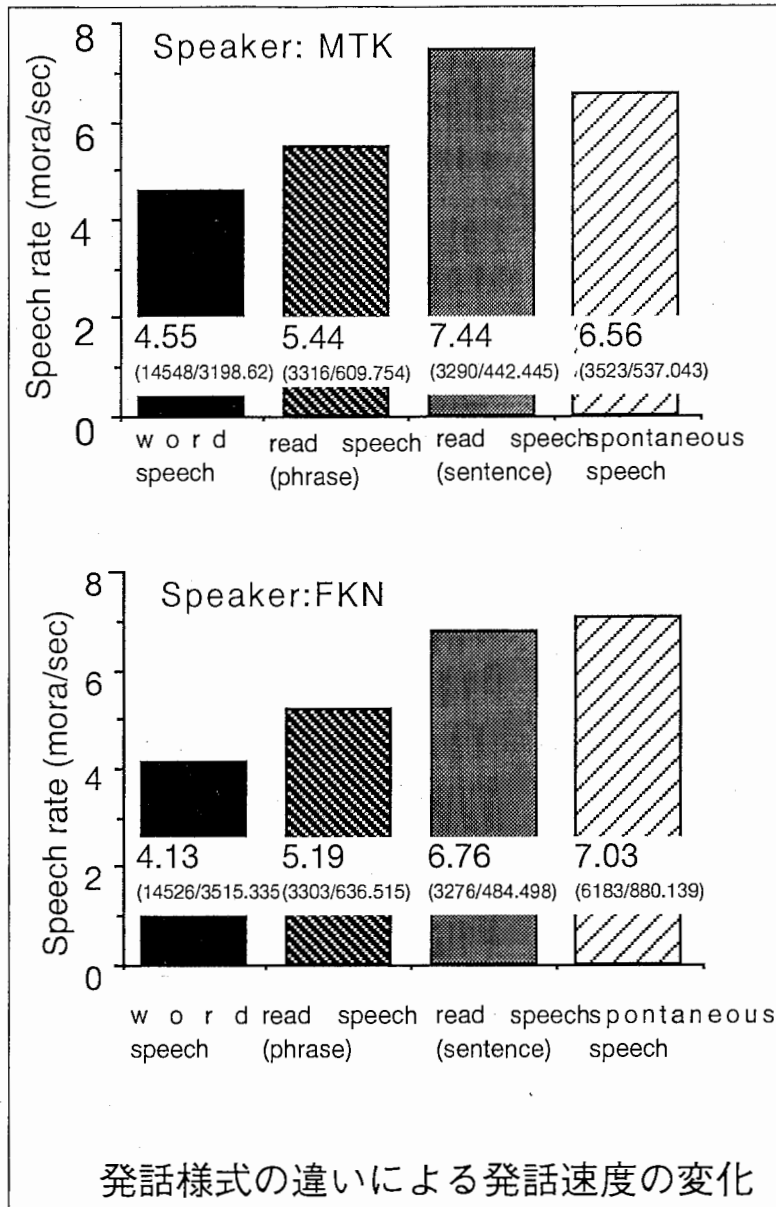 Speaker: MTK
Speech rate (mora/sec)
8
6
4
2
0
4.55 5.44 7.44 6.56
(14548/3198.62) (3316/609.754) (3290/442.445) (3523/537.043)
word read speech read speech spontaneous
speech (phrase) (sentence) speech
Speaker:FKN
Speech rate (mora/sec)
8
6
4
2
0
4.13 5.19 6.76 7.03
(14526/3515.335 (3303/636.515) (3276/484.498) (6183/880.139)
word read speech read speech spontaneous
speech (phrase) (sentence) speech
発話様式の違いによる発話速度の変化